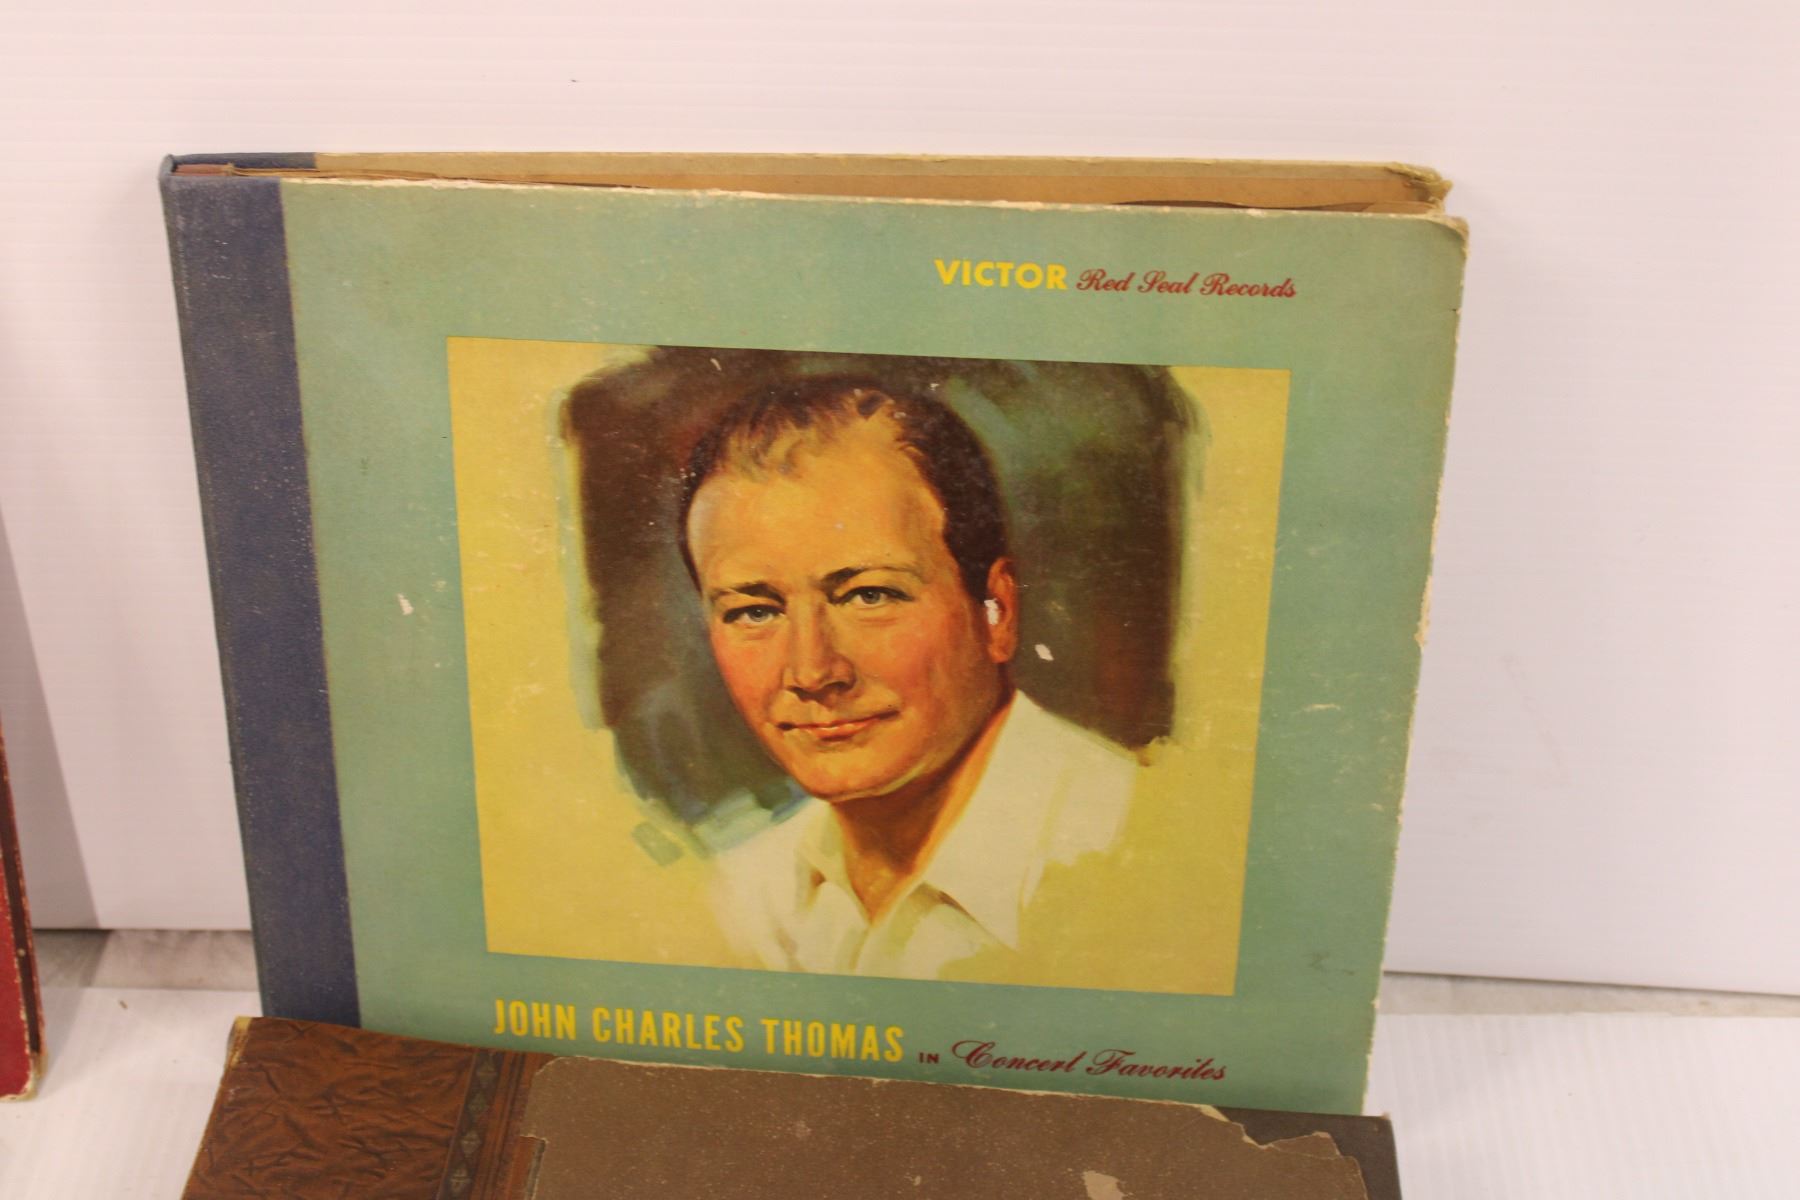 VICTOR Red Seal Records
JOHN CHARLES THOMAS IN Concert Favorites